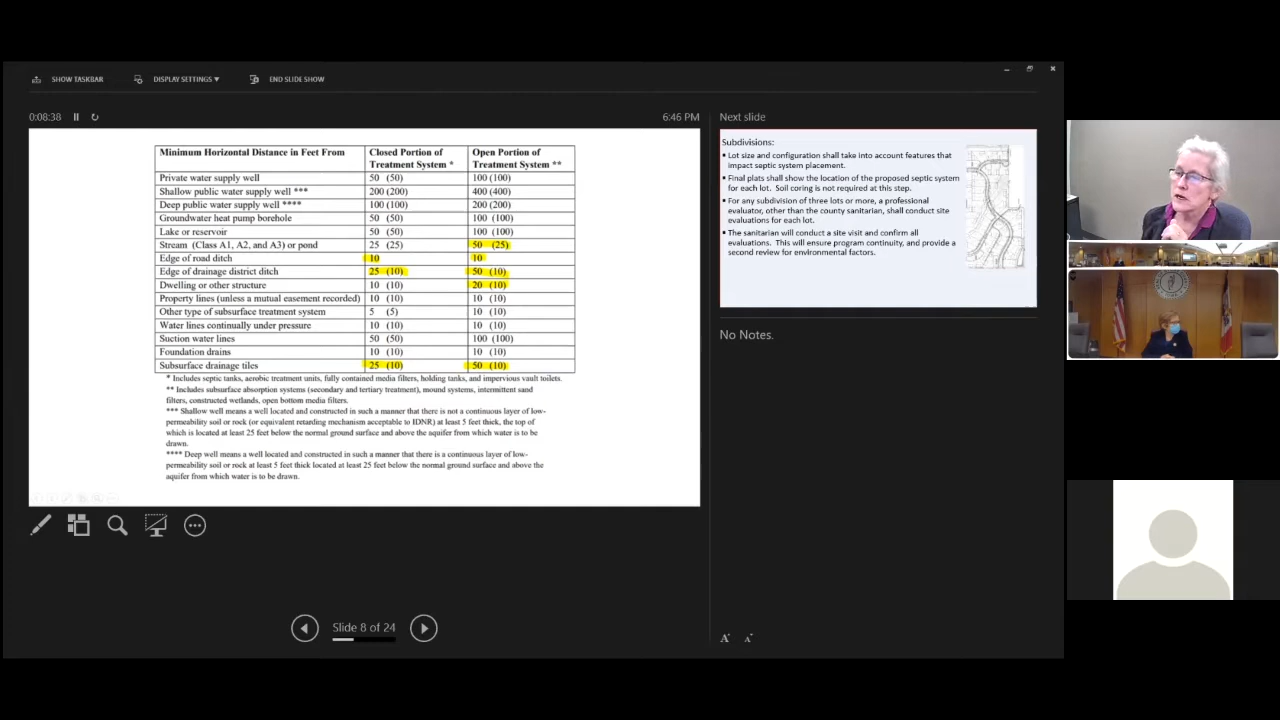 SHOW TASKBAR DISPLAY SETTINGS ▼ END SLIDE SHOW
0:08:38 6:46 PM
Minimum Horizontal Distance in Feet From Closed Portion of Treatment System * Open Portion of Treatment System **
Private water supply well 50 (50) 100 (100)
Shallow public water supply well *** 200 (200) 400 (400)
Deep public water supply well **** 100 (100) 200 (200)
Groundwater heat pump borehole 50 (50) 100 (100)
Lake or reservoir 50 (50) 100 (100)
Stream (Class A1, A2, and A3) or pond 25 (25) 50 (25)
Edge of road ditch 10 10
Edge of drainage district ditch 25 (10) 50 (10)
Dwelling or other structure 10 (10) 20 (10)
Property lines (unless a mutual easement recorded) 10 (10) 10 (10)
Other type of subsurface treatment system 5 (5) 10 (10)
Water lines continually under pressure 10 (10) 10 (10)
Suction water lines 50 (50) 100 (100)
Foundation drains 10 (10) 10 (10)
Subsurface drainage tiles 25 (10) 50 (10)
* Includes septic tanks, aerobic treatment units, fully contained media filters, holding tanks, and impervious vault toilets.
** Includes subsurface absorption systems (secondary and tertiary treatment), mound systems, intermittent sand
filters, constructed wetlands, open bottom media filters.
*** Shallow well means a well located and constructed in such a manner that there is not a continuous layer of low-
permeability soil or rock (or equivalent retarding mechanism acceptable to IDNR) at least 5 feet thick, the top
of which is located at least 25 feet below the normal ground surface and above the aquifer from which water is to be
drawn.
**** Deep well means a well located and constructed in such a manner that there is a continuous layer of low-
permeability soil or rock at least 5 feet thick located at least 25 feet below the normal ground surface and above the
aquifer from which water is to be drawn.
Slide 8 of 24
Next slide
Subdivisions:
▪ Lot size and configuration shall take into account features that
impact septic system placement.
▪ Final plats shall show the location of the proposed septic system
for each lot. Soil coring is not required at this step.
▪ For any subdivision of three lots or more, a professional
evaluator, other than the county sanitarian, shall conduct site
evaluations for each lot.
▪ The sanitarian will conduct a site visit and confirm all
evaluations. This will ensure program continuity, and provide a
second review for environmental factors.
No Notes.
A A